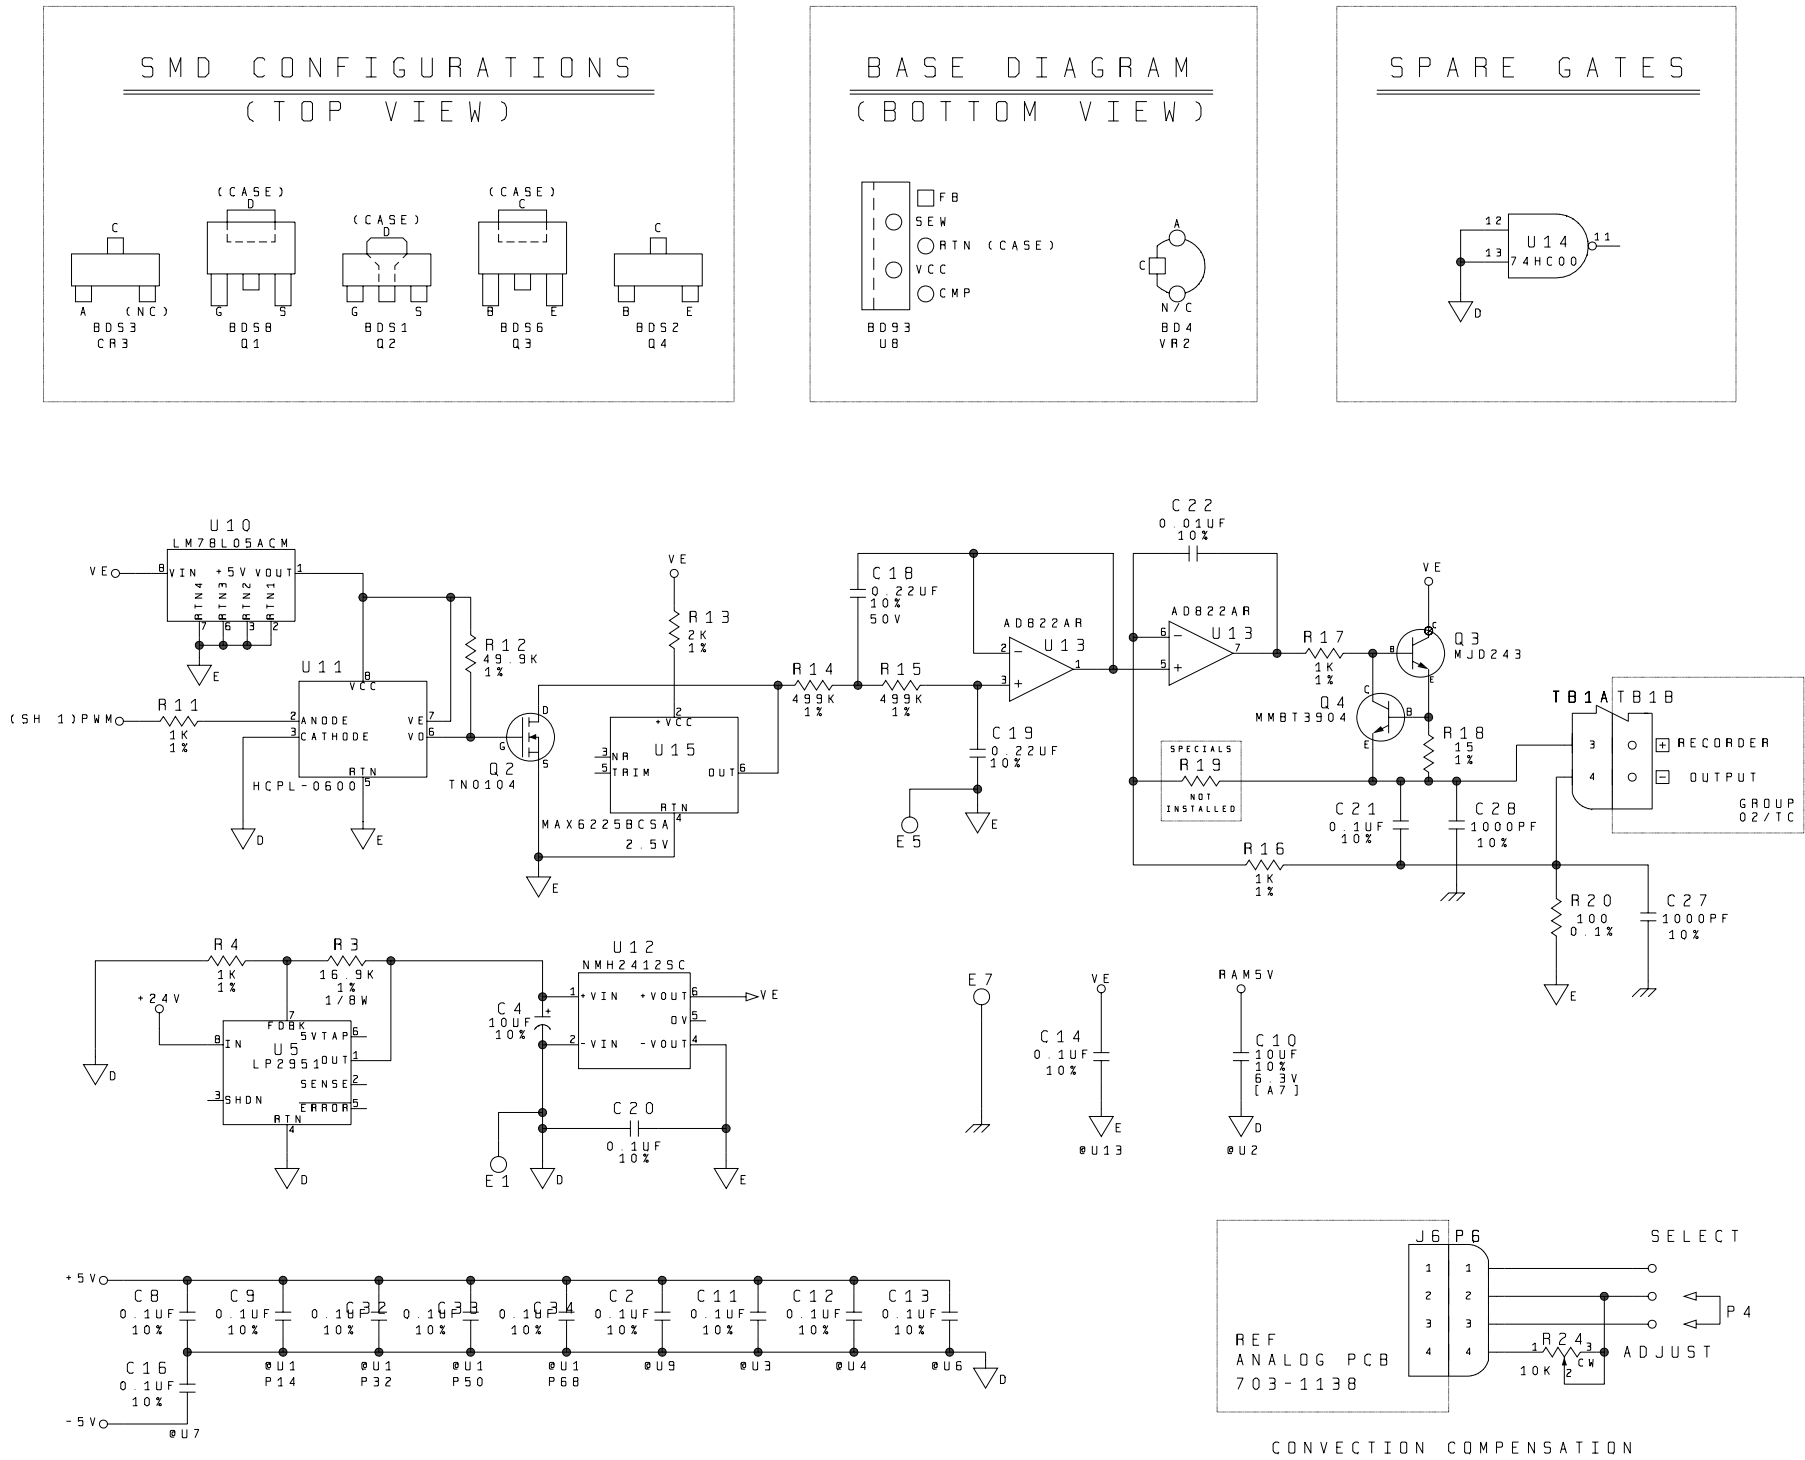 SMD CONFIGURATIONS
(TOP VIEW)
BASE DIAGRAM
(BOTTOM VIEW)
SPARE GATES
C
A
(NC)
BDS3
CR3
(CASE)
D
G
S
BDS8
Q1
(CASE)
D
G
S
BDS1
Q2
(CASE)
C
B
E
BDS6
Q3
C
B
E
BDS2
Q4
FB
SEW
RTN (CASE)
VCC
CMP
BD93
U8
A
C
N/C
BD4
VR2
12
13
U14
74HC00
11
D
U10
LM78L05ACM
VE
8
VIN
+5V
VOUT
1
RTN4
RTN3
RTN2
RTN1
7
6
3
2
E
(SH 1)PWM
R11
1K
1%
U11
8
VCC
2
ANODE
3
CATHODE
VE
7
VO
6
RTN
5
HCPL-0600
D
E
R12
49.9K
1%
D
G
S
Q2
TN0104
VE
R13
2K
1%
2
+VCC
U15
3
NR
5
TRIM
OUT
6
RTN
4
MAX6225BCSA
2.5V
E
R14
499K
1%
C18
0.22UF
10%
50V
R15
499K
1%
C19
0.22UF
10%
E5
E
AD822AR
U13
2
3
1
C22
0.01UF
10%
AD822AR
U13
6
5
7
R17
1K
1%
VE
C
B
E
Q3
MJD243
Q4
MMBT3904
C
B
E
R18
15
1%
SPECIALS
R19
NOT
INSTALLED
R16
1K
1%
C21
0.1UF
10%
C28
1000PF
10%
TB1A
TB1B
3
+
RECORDER
4
-
OUTPUT
GROUP
02/TC
R20
100
0.1%
E
C27
1000PF
10%
R4
1K
1%
R3
16.9K
1%
1/8W
+24V
D
7
FDBK
8
IN
U5
LP2951
5VTAP
6
OUT
1
SENSE
2
ERROR
5
3
SHDN
RTN
4
D
C4
10UF
10%
+
U12
NMH2412SC
1
+VIN
+VOUT
6
VE
0V
5
2
-VIN
-VOUT
4
E1
D
C20
0.1UF
10%
E
E7
VE
C14
0.1UF
10%
E
@U13
RAM5V
C10
10UF
10%
6.3V
[A7]
D
@U2
+5V
C8
0.1UF
10%
C9
0.1UF
10%
@U1
P14
C32
0.1UF
10%
@U1
P32
C33
0.1UF
10%
@U1
P50
C34
0.1UF
10%
@U1
P68
C2
0.1UF
10%
@U9
C11
0.1UF
10%
@U3
C12
0.1UF
10%
@U4
C13
0.1UF
10%
@U6
D
C16
0.1UF
10%
-5V
@U7
J6
P6
1
1
2
2
3
3
4
4
SELECT
P4
ADJUST
1
R24
3
10K
2
CW
REF
ANALOG PCB
703-1138
CONVECTION COMPENSATION